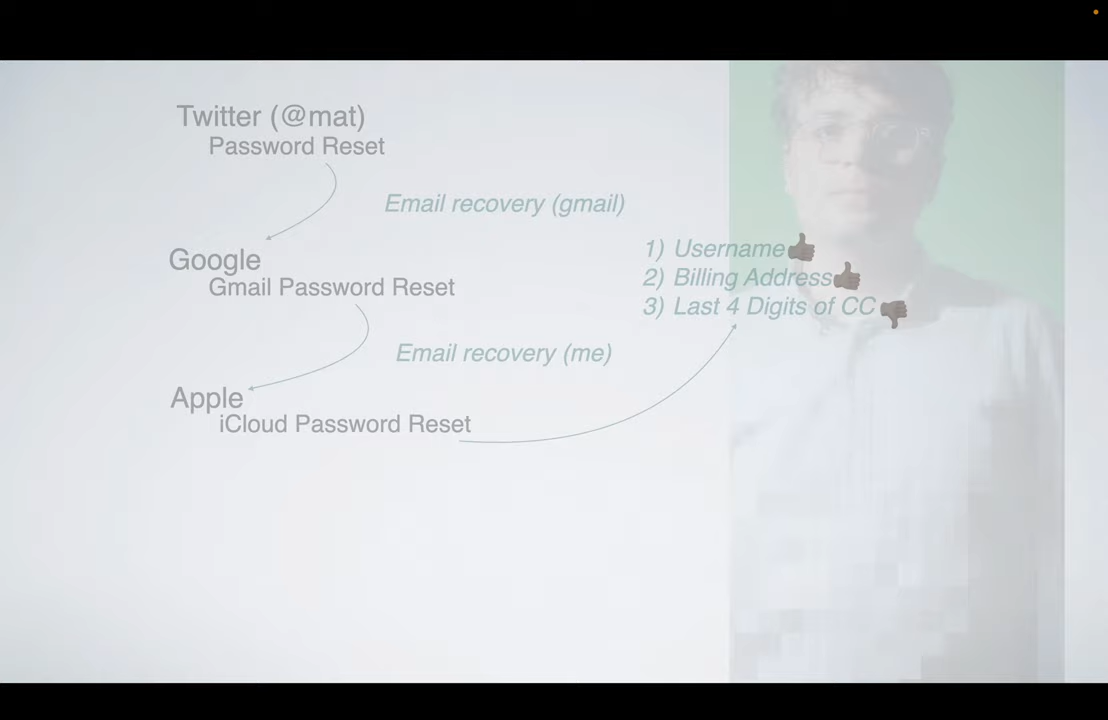 Twitter (@mat)
Password Reset
Email recovery (gmail)
Google
Gmail Password Reset
1) Username
2) Billing Address
3) Last 4 Digits of CC
Email recovery (me)
Apple
iCloud Password Reset